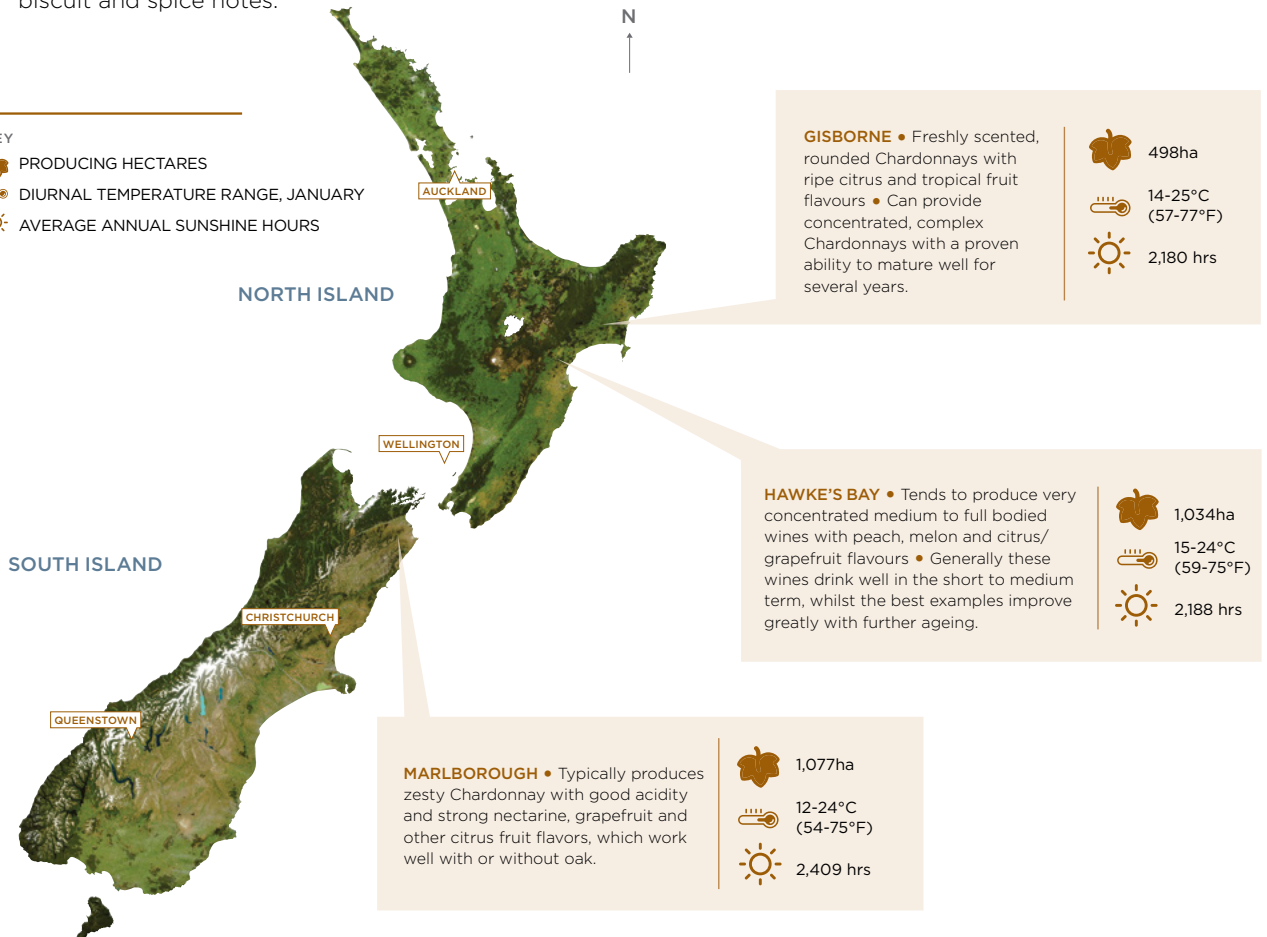 biscuit and spice notes.
N
EY
PRODUCING HECTARES
DIURNAL TEMPERATURE RANGE, JANUARY
AVERAGE ANNUAL SUNSHINE HOURS
AUCKLAND
NORTH ISLAND
GISBORNE • Freshly scented,
rounded Chardonnays with
ripe citrus and tropical fruit
flavours • Can provide
concentrated, complex
Chardonnays with a proven
ability to mature well for
several years.
498ha
14-25°C
(57-77°F)
2,180 hrs
WELLINGTON
HAWKE'S BAY • Tends to produce very
concentrated medium to full bodied
wines with peach, melon and citrus/
grapefruit flavours • Generally these
wines drink well in the short to medium
term, whilst the best examples improve
greatly with further ageing.
1,034ha
15-24°C
(59-75°F)
2,188 hrs
SOUTH ISLAND
CHRISTCHURCH
QUEENSTOWN
MARLBOROUGH • Typically produces
zesty Chardonnay with good acidity
and strong nectarine, grapefruit and
other citrus fruit flavors, which work
well with or without oak.
1,077ha
12-24°C
(54-75°F)
2,409 hrs